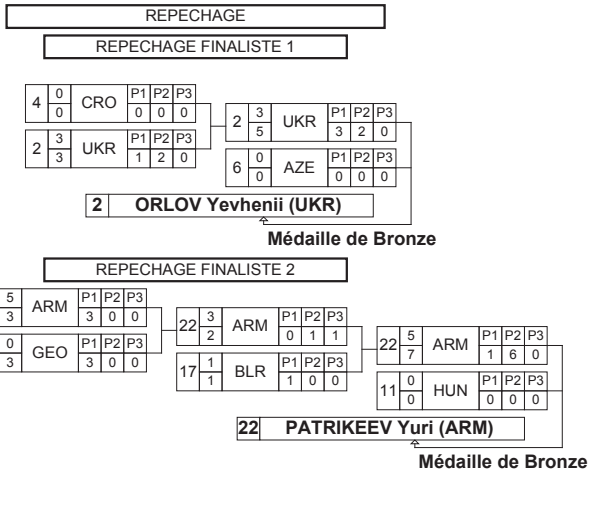 REPECHAGE
REPECHAGE FINALISTE 1
4 0 CRO P1 P2 P3
0 0 0 0
2 3 UKR P1 P2 P3
3 1 2 0
2 3 UKR P1 P2 P3
5 3 2 0
6 0 AZE P1 P2 P3
0 0 0 0
2 ORLOV Yevhenii (UKR)
Médaille de Bronze
REPECHAGE FINALISTE 2
5 ARM P1 P2 P3
3 3 0 0
0 GEO P1 P2 P3
3 3 0 0
22 3 ARM P1 P2 P3
2 0 1 1
17 1 BLR P1 P2 P3
1 1 0 0
22 5 ARM P1 P2 P3
7 1 6 0
11 0 HUN P1 P2 P3
0 0 0 0
22 PATRIKEEV Yuri (ARM)
Médaille de Bronze